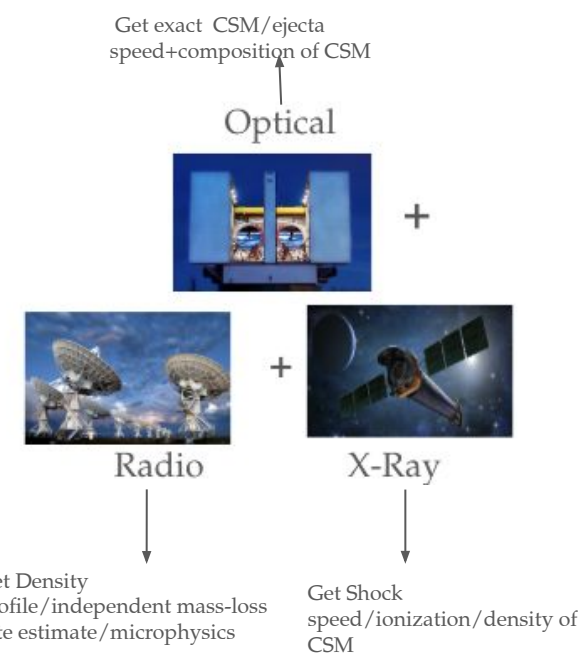 Get exact CSM/ejecta
speed+composition of CSM
Optical
+
+
Radio
X-Ray
et Density
ofile/independent mass-loss
te estimate/microphysics
Get Shock
speed/ionization/density of
CSM